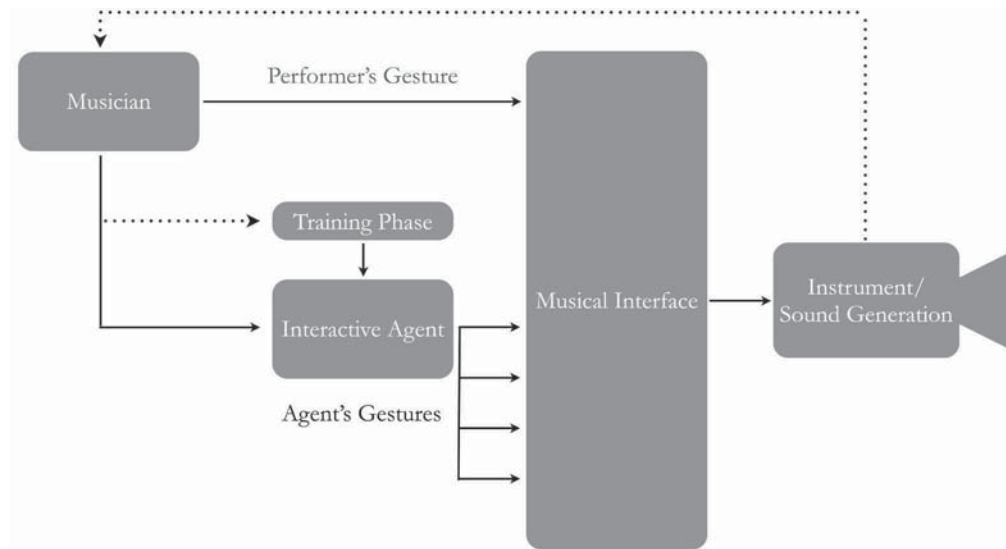 Performer’s Gesture
Musician
Training Phase
Interactive Agent
Agent’s Gestures
Musical Interface
Instrument/
Sound Generation